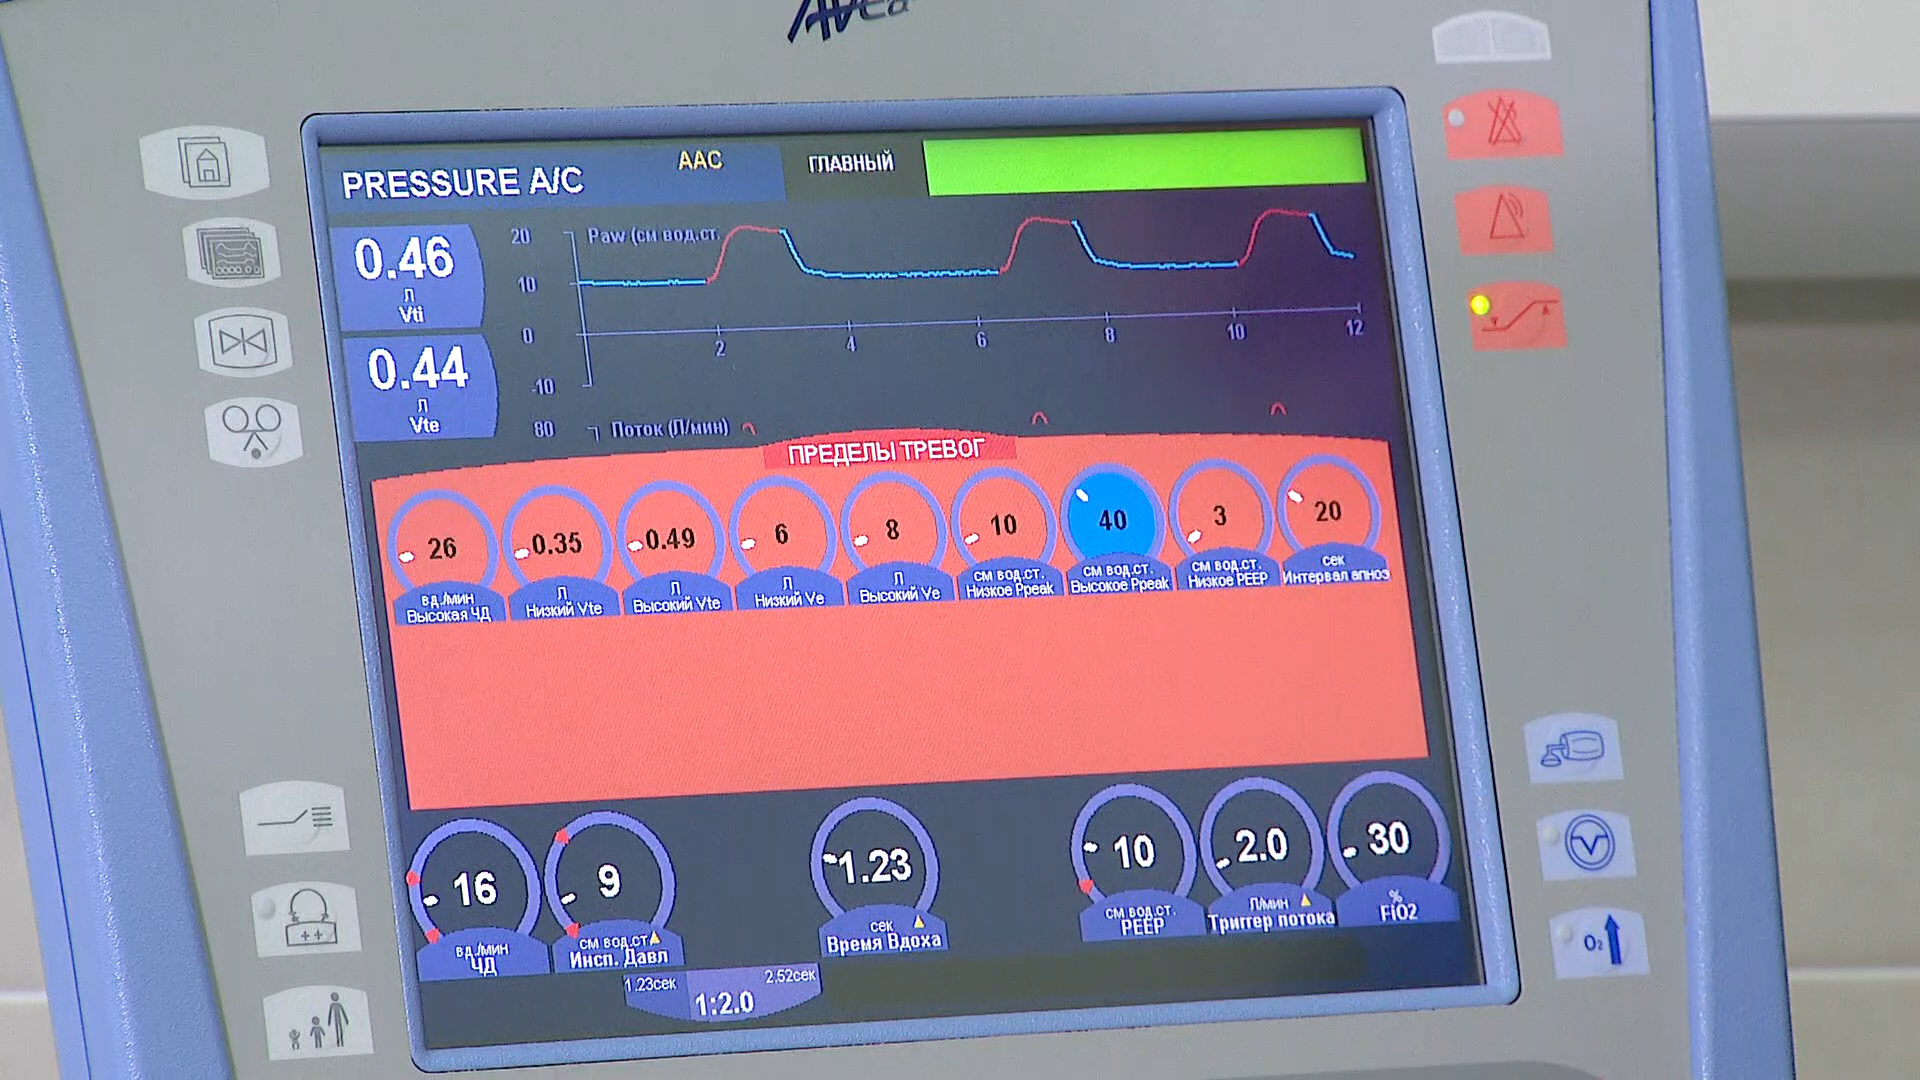 AVEA
PRESSURE A/C
AAC
ГЛАВНЫЙ
0.46
Л
Vti
0.44
Л
Vte
20
10
0
-10
Paw (см вод.ст.
2 4 6 8 10 12
80
Поток (Л/мин)
ПРЕДЕЛЫ ТРЕВОГ
26 0.35 0.49 6 8 10 40 3 20
вд./мин Л Л Л Л см вод.ст. см вод.ст. см вод.ст. сек
Высокая ЧД Низкий Vte Высокий Vte Низкий Ve Высокий Ve Низкое Ppeak Высокое Ppeak Низкое PEEP Интервал апноэ
16 9 1.23 10 2.0 30
вд./мин см вод.ст сек см вод.ст. Л/мин %
ЧД Инсп. Давл Время Вдоха PEEP Триггер потока FiO2
1.23сек 2.52сек
1:2.0
O2